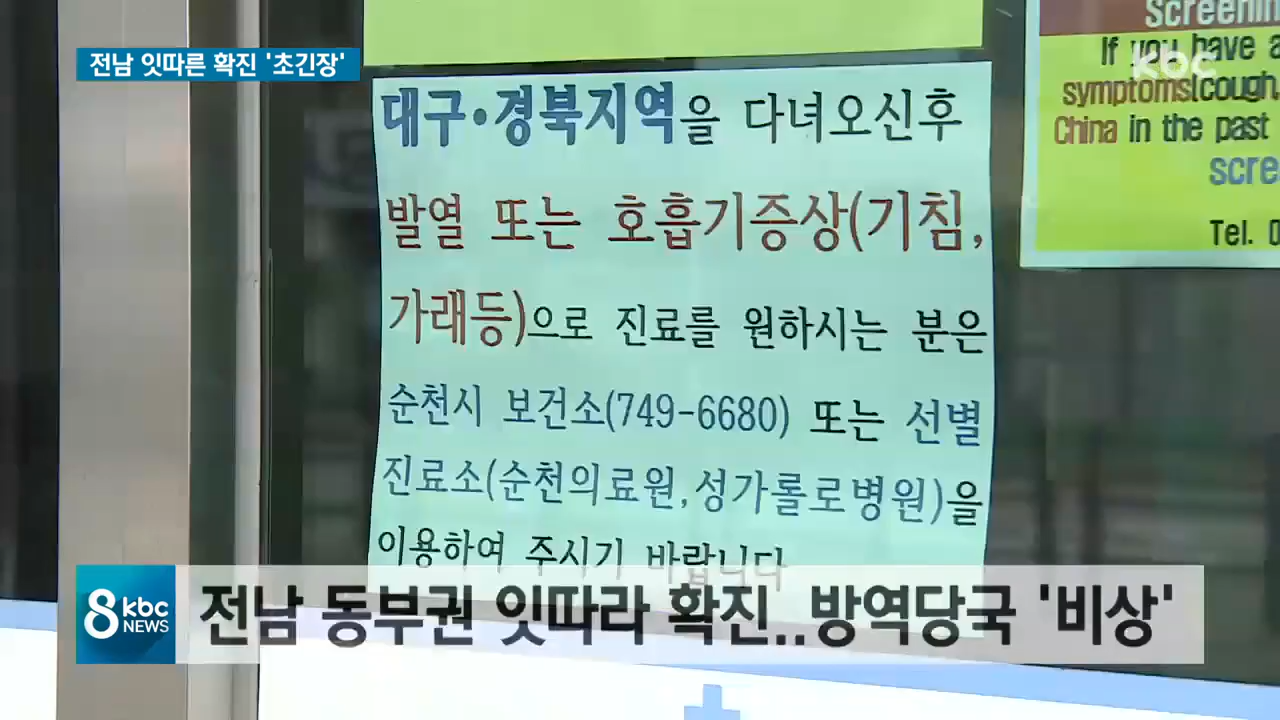 전남 잇따른 확진 '초긴장'
kbc
대구·경북지역을 다녀오신후
발열 또는 호흡기증상(기침,
가래등)으로 진료를 원하시는 분은
순천시 보건소(749-6680) 또는 선별
진료소(순천의료원,성가롤로병원)을
이용하여 주시기 바랍니다
If you have a
symptoms(cough,
China in the past
Tel. 0
8 kbc NEWS
전남 동부권 잇따라 확진..방역당국 '비상'